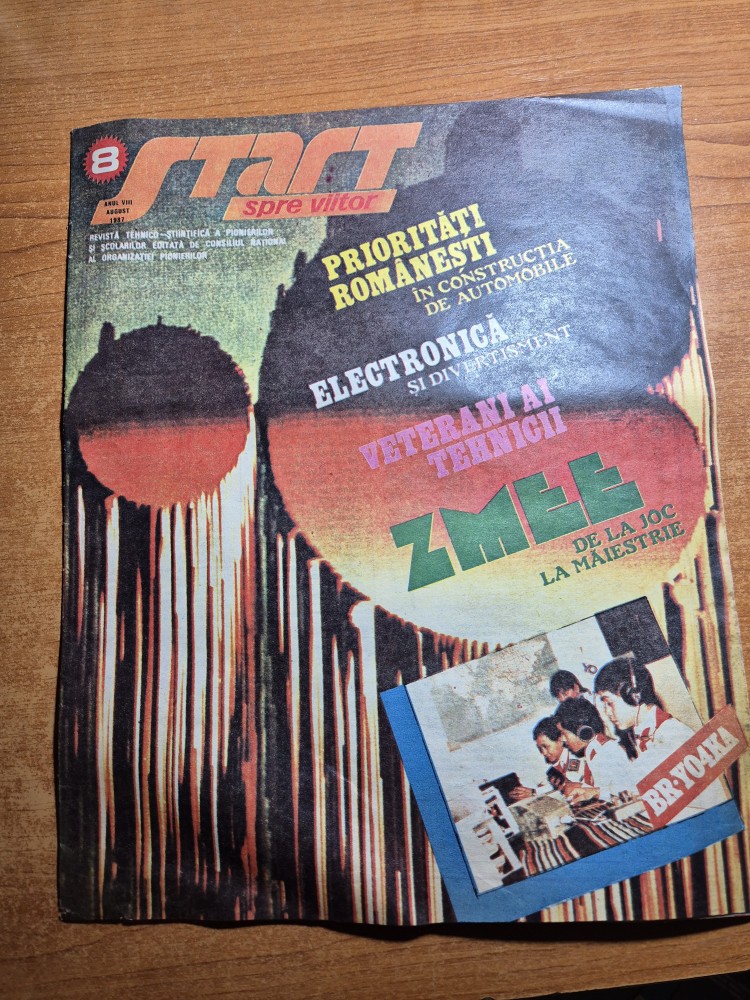 8
START
spre viitor
ANUL VIII
AUGUST
1987
REVISTĂ TEHNICO-ȘTIINȚIFICĂ A PIONIERILOR
ȘI ȘCOLARILOR EDITATĂ DE CONSILIUL NAȚIONAL
AL ORGANIZAȚIEI PIONIERILOR
PRIORITĂȚI
ROMÂNEȘTI
ÎN CONSTRUCȚIA
DE AUTOMOBILE
ELECTRONICĂ
ȘI DIVERTISMENT
VETERANI AI
TEHNICII
ZMEE
DE LA JOC
LA MĂIESTRIE
BR-YO4KA